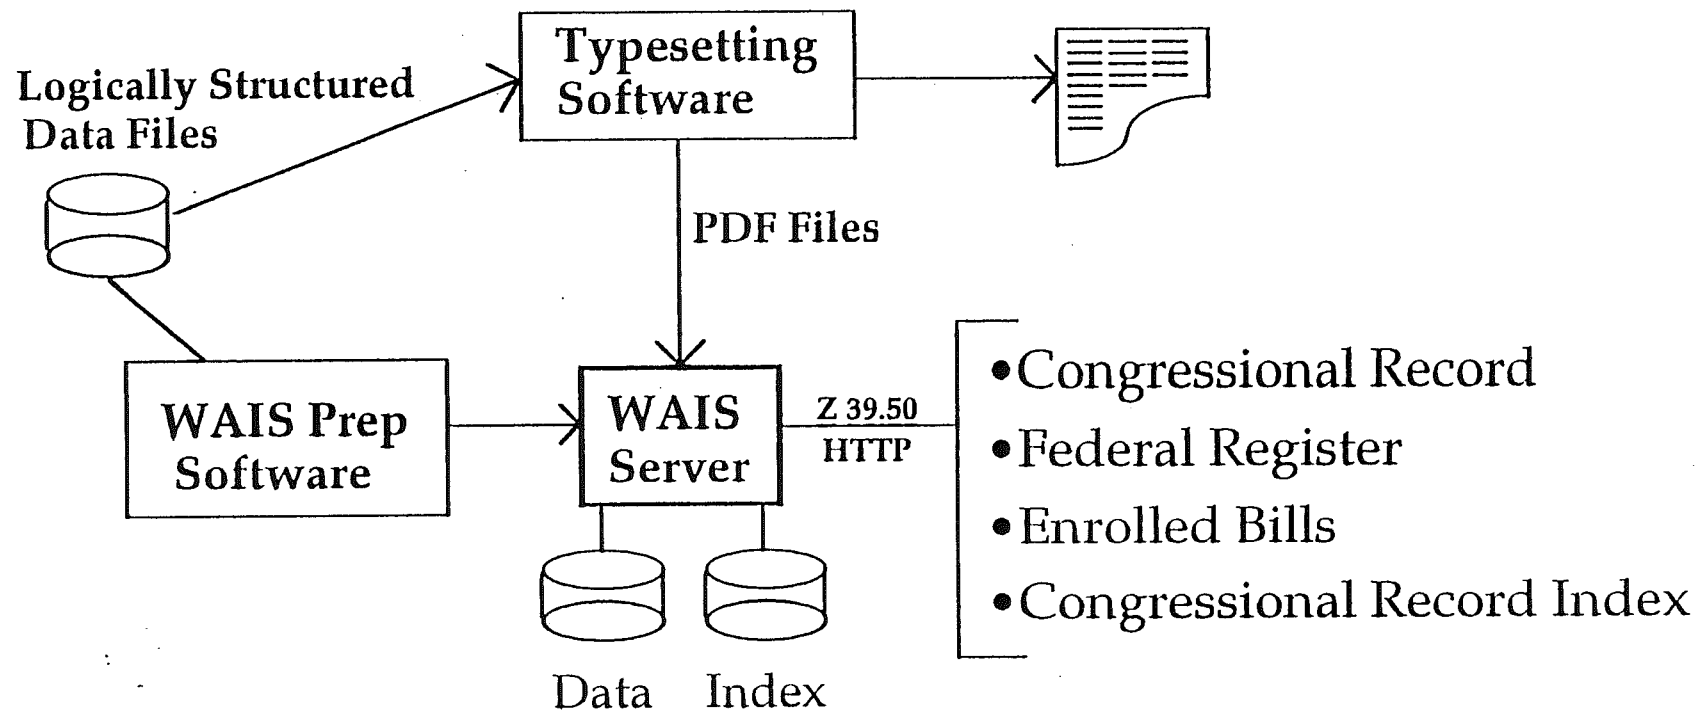 Typesetting
Software
Logically Structured
Data Files
PDF Files
WAIS Prep
Software
WAIS
Server
Z 39.50
HTTP
•Congressional Record
•Federal Register
•Enrolled Bills
•Congressional Record Index
Data
Index